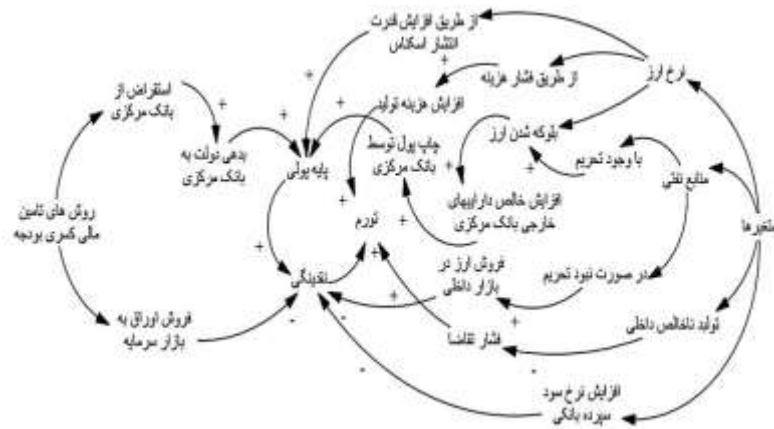 از طریق افزایش قدرت
انتشار اسکناس
نرخ ارز
از طریق فشار هزینه
افزایش هزینه تولید
استقراض از
بانک مرکزی
بلوکه شدن ارز
چاپ پول توسط
بانک مرکزی
با وجود تحریم
بدهی دولت به
بانک مرکزی
پایه پولی
منابع نفتی
افزایش خالص داراییهای
خارجی بانک مرکزی
روش های تامین
مالی کسری بودجه
متغیرها
تورم
فروش ارز در
بازار داخلی
در صورت نبود تحریم
نقدینگی
تولید ناخالص داخلی
فروش اوراق به
بازار سرمایه
فشار تقاضا
افزایش نرخ سود
سپرده بانکی